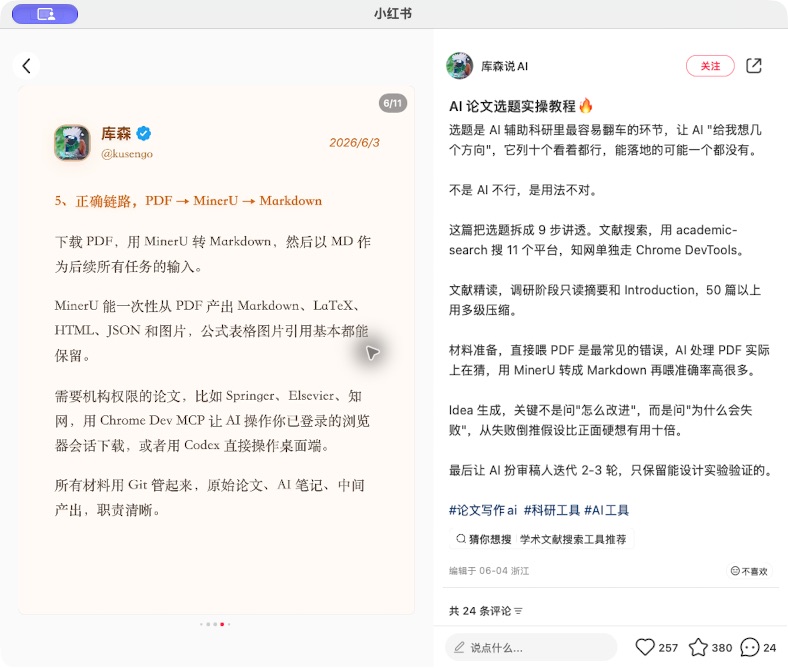 小红书
6/11
库森
@kusengo
2026/6/3
5、正确链路，PDF → MinerU → Markdown
下载 PDF，用 MinerU 转 Markdown，然后以 MD 作
为后续所有任务的输入。
MinerU 能一次性从 PDF 产出 Markdown、LaTeX、
HTML、JSON 和图片，公式表格图片引用基本都能
保留。
需要机构权限的论文，比如 Springer、Elsevier、知
网，用 Chrome Dev MCP 让 AI 操作你已登录的浏览
器会话下载，或者用 Codex 直接操作桌面端。
所有材料用 Git 管起来，原始论文、AI 笔记、中间
产出，职责清晰。
库森说AI
关注
AI 论文选题实操教程🔥
选题是 AI 辅助科研里最容易翻车的环节，让 AI "给我想几
个方向"，它列十个看着都行，能落地的可能一个都没有。
不是 AI 不行，是用法不对。
这篇把选题拆成 9 步讲透。文献搜索，用 academic-
search 搜 11 个平台，知网单独走 Chrome DevTools。
文献精读，调研阶段只读摘要和 Introduction，50 篇以上
用多级压缩。
材料准备，直接喂 PDF 是最常见的错误，AI 处理 PDF 实际
上在猜，用 MinerU 转成 Markdown 再喂准确率高很多。
Idea 生成，关键不是问"怎么改进"，而是问"为什么会失
败"，从失败倒推假设比正面硬想有用十倍。
最后让 AI 扮审稿人迭代 2-3 轮，只保留能设计实验验证的。
#论文写作ai #科研工具 #AI工具
猜你想搜 学术文献搜索工具推荐
编辑于 06-04 浙江
不喜欢
共 24 条评论
说点什么...
257
380
24